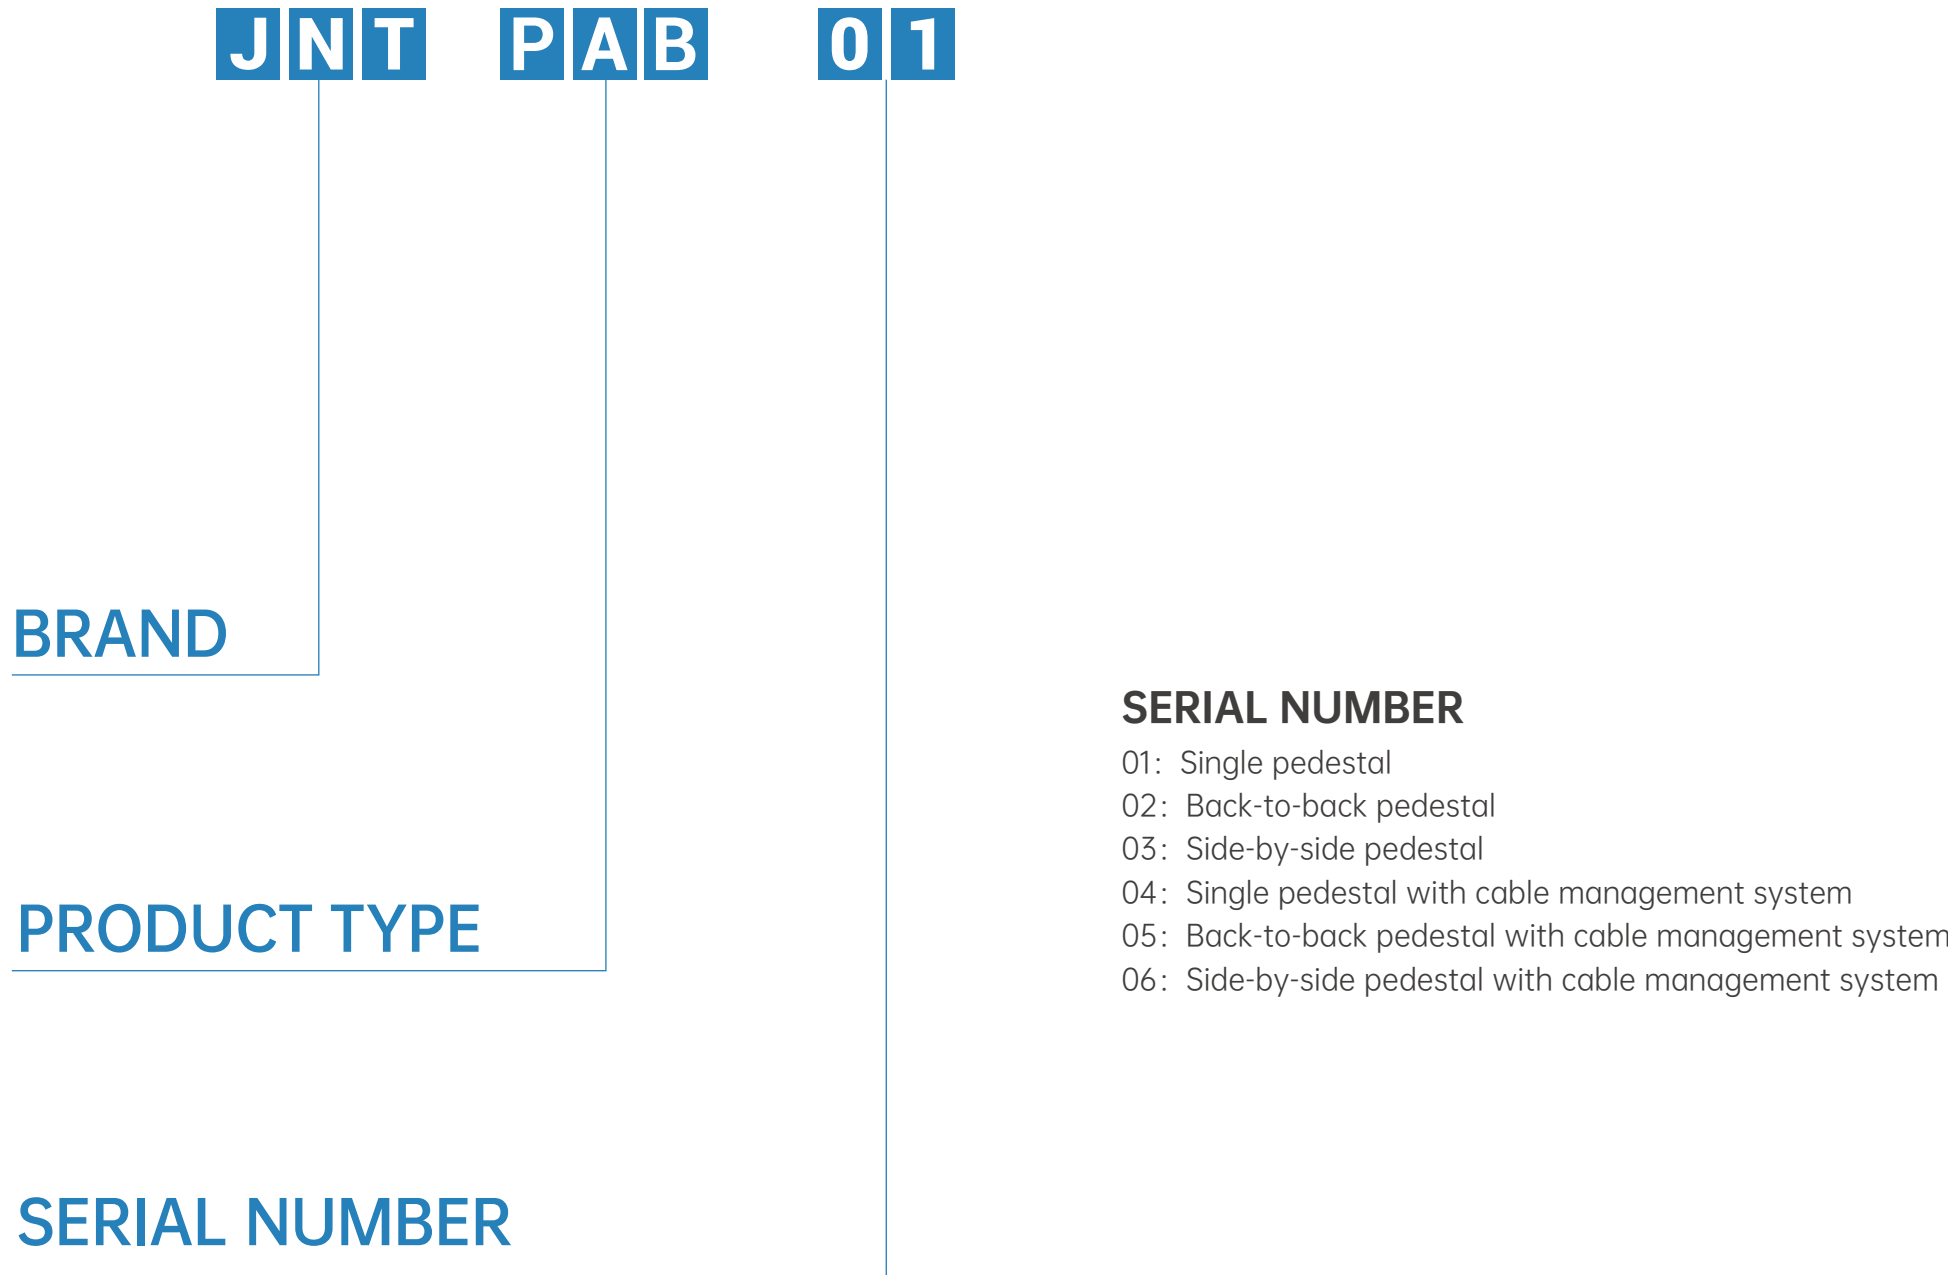 JNT PAB 01
BRAND
PRODUCT TYPE
SERIAL NUMBER
SERIAL NUMBER
01: Single pedestal
02: Back-to-back pedestal
03: Side-by-side pedestal
04: Single pedestal with cable management system
05: Back-to-back pedestal with cable management system
06: Side-by-side pedestal with cable management system